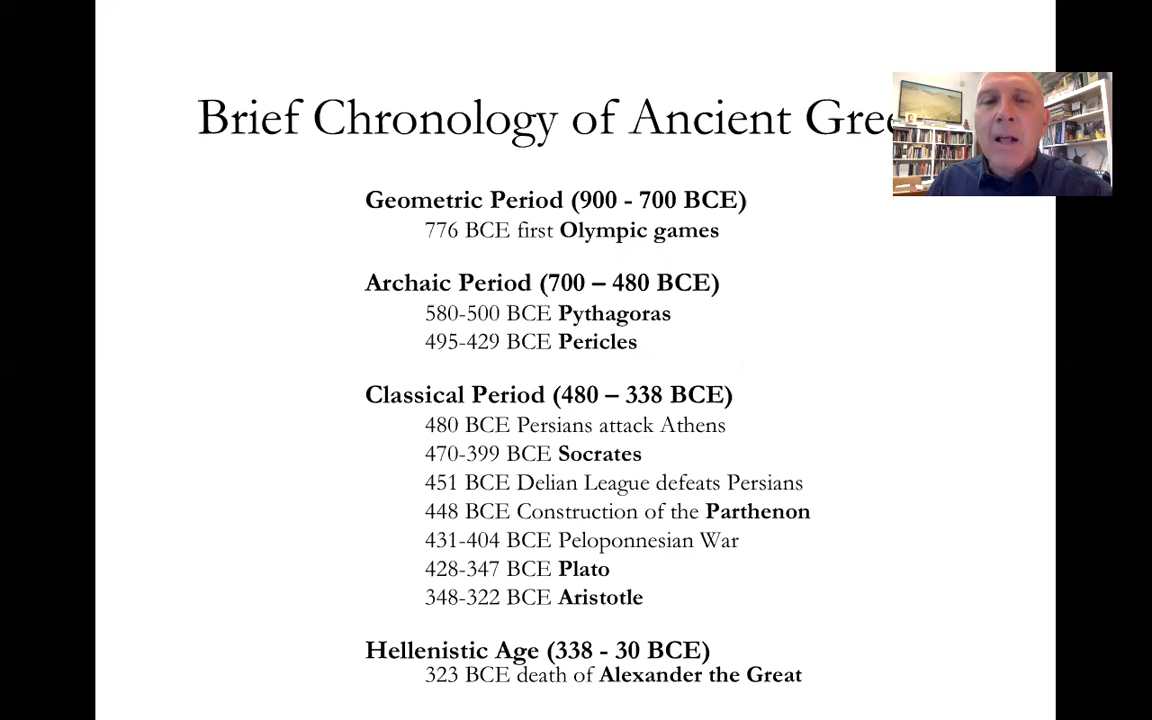 Brief Chronology of Ancient Gree
Geometric Period (900 - 700 BCE)
776 BCE first Olympic games
Archaic Period (700 – 480 BCE)
580-500 BCE Pythagoras
495-429 BCE Pericles
Classical Period (480 – 338 BCE)
480 BCE Persians attack Athens
470-399 BCE Socrates
451 BCE Delian League defeats Persians
448 BCE Construction of the Parthenon
431-404 BCE Peloponnesian War
428-347 BCE Plato
348-322 BCE Aristotle
Hellenistic Age (338 - 30 BCE)
323 BCE death of Alexander the Great